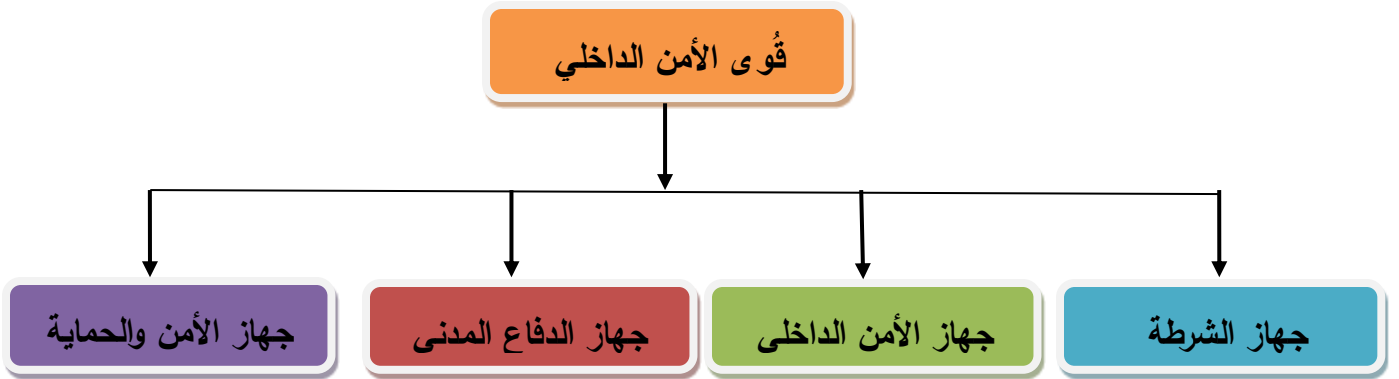 قُوى الأمن الداخلي
جهاز الشرطة
جهاز الأمن الداخلى
جهاز الدفاع المدنى
جهاز الأمن والحماية